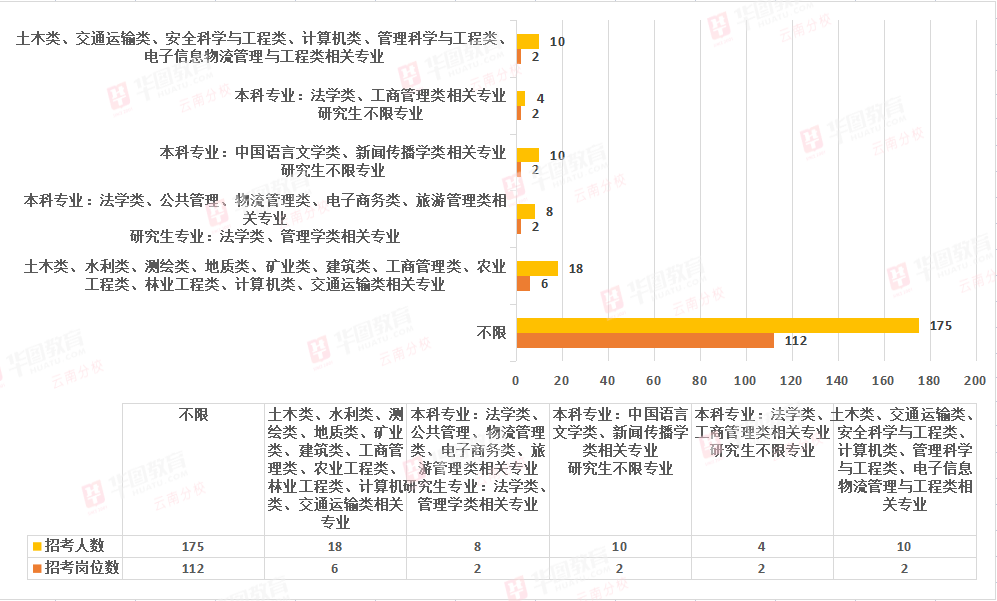 土木类、交通运输类、安全科学与工程类、计算机类、管理科学与工程类、
电子信息物流管理与工程类相关专业
10
2
本科专业：法学类、工商管理类相关专业
研究生不限专业
4
2
本科专业：中国语言文学类、新闻传播学类相关专业
研究生不限专业
10
2
本科专业：法学类、公共管理、物流管理类、电子商务类、旅游管理类相
关专业
研究生专业：法学类、管理学类相关专业
8
2
土木类、水利类、测绘类、地质类、矿业类、建筑类、工商管理类、农业
工程类、林业工程类、计算机类、交通运输类相关专业
18
6
不限
175
112
0 20 40 60 80 100 120 140 160 180 200
不限
土木类、水利类、测
绘类、地质类、矿业
类、建筑类、工商管
理类、农业工程类、
林业工程类、计算机
类、交通运输类相关
专业
本科专业：法学类、
公共管理、物流管理
类、电子商务类、旅
游管理类相关专业
研究生专业：法学类、
管理学类相关专业
本科专业：中国语言
文学类、新闻传播学
类相关专业
研究生不限专业
本科专业：法学类、
工商管理类相关专业
研究生不限专业
土木类、交通运输类、
安全科学与工程类、
计算机类、管理科学
与工程类、电子信息
物流管理与工程类相
关专业
招考人数 175 18 8 10 4 10
招考岗位数 112 6 2 2 2 2
华图教育
HUATU.COM
云南分校